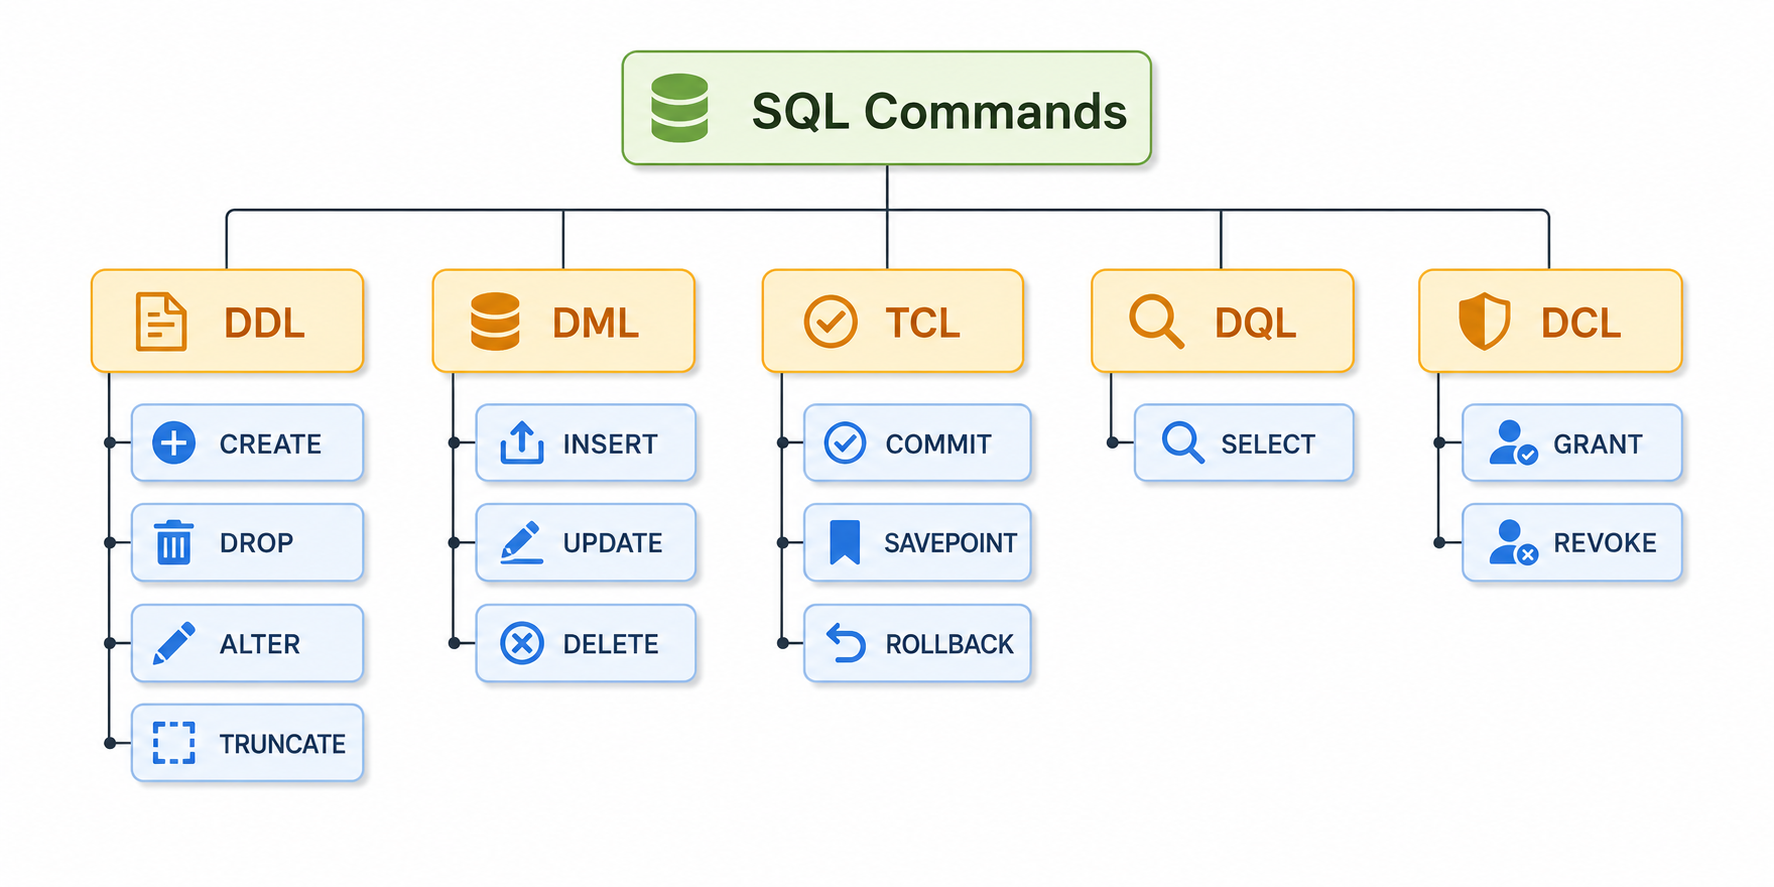 SQL Commands
DDL
DML
TCL
DQL
DCL
CREATE
DROP
ALTER
TRUNCATE
INSERT
UPDATE
DELETE
COMMIT
SAVEPOINT
ROLLBACK
SELECT
GRANT
REVOKE